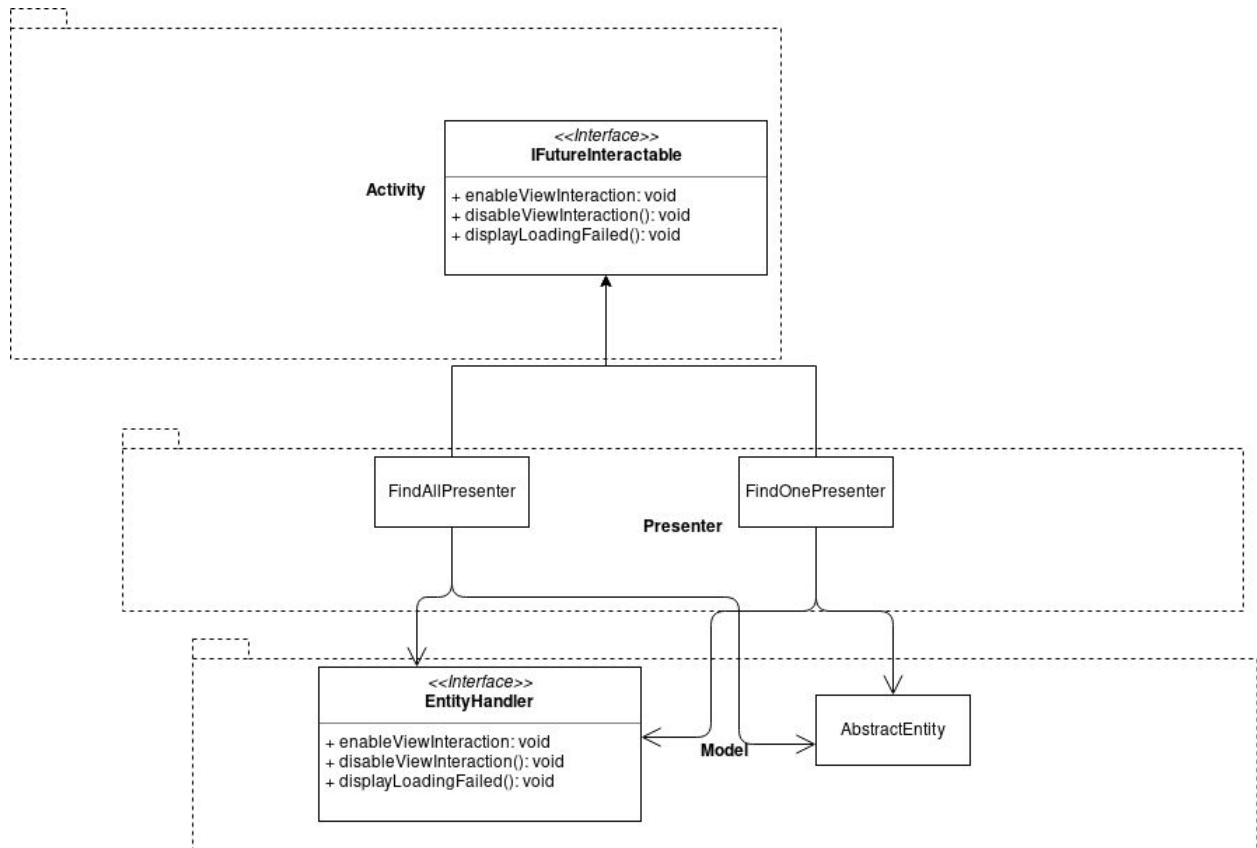 <<Interface>>
IFutureInteractable
Activity
+ enableViewInteraction: void
+ disableViewInteraction(): void
+ displayLoadingFailed(): void
FindAllPresenter
FindOnePresenter
Presenter
<<Interface>>
EntityHandler
+ enableViewInteraction: void
+ disableViewInteraction(): void
+ displayLoadingFailed(): void
Model
AbstractEntity